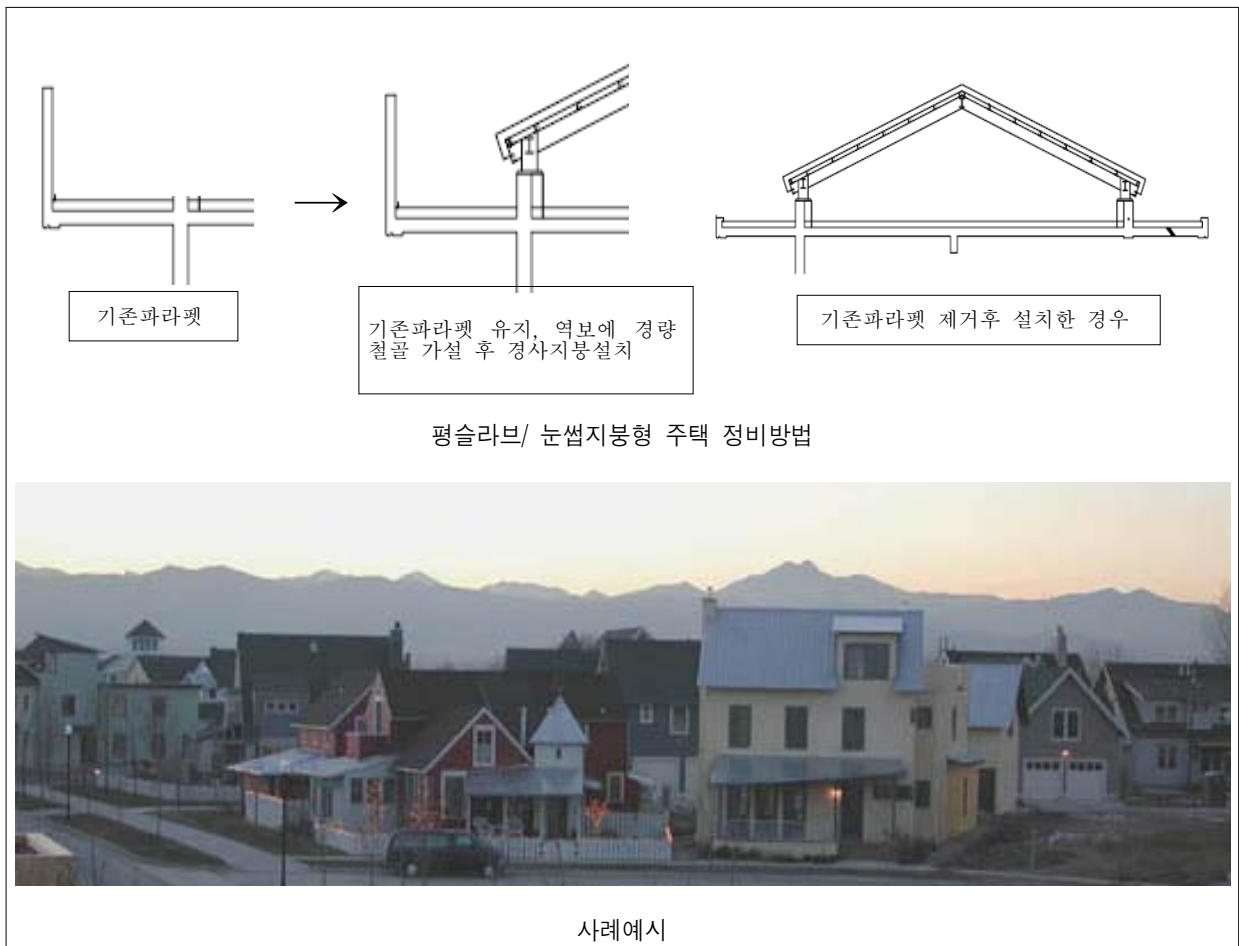 기존파라펫
기존파라펫 유지, 역보에 경량
철골 가설 후 경사지붕설치
기존파라펫 제거후 설치한 경우
평슬라브/ 눈썹지붕형 주택 정비방법
사례예시